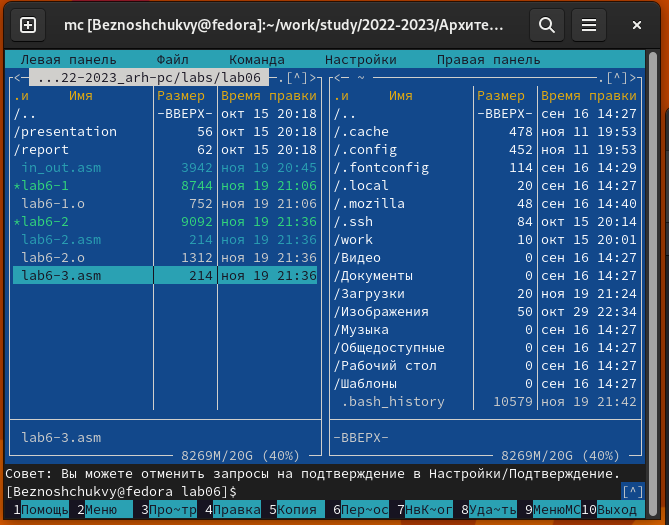 mc [Beznoshchukvy@fedora]:~/work/study/2022-2023/Архите…
Левая панель Файл Команда Настройки Правая панель
<─ …22-2023_arh-pc/labs/lab06 ─.[^]>
.и Имя Размер Время правки
/.. -ВВЕРХ- окт 15 20:18
/presentation 56 окт 15 20:18
/report 62 окт 15 20:18
in_out.asm 3942 ноя 19 20:45
*lab6-1 8744 ноя 19 21:06
lab6-1.o 752 ноя 19 21:06
*lab6-2 9092 ноя 19 21:36
lab6-2.asm 214 ноя 19 21:36
lab6-2.o 1312 ноя 19 21:36
lab6-3.asm 214 ноя 19 21:36
lab6-3.asm
8269M/20G (40%)
<─ ~ ─.[^]>
.и Имя Размер Время правки
/.. -ВВЕРХ- сен 16 14:27
/.cache 478 ноя 11 19:53
/.config 452 ноя 11 19:53
/.fontconfig 114 сен 16 14:29
/.local 20 сен 16 14:27
/.mozilla 48 сен 16 14:40
/.ssh 84 окт 15 20:14
/work 10 окт 15 20:01
/Видео 0 сен 16 14:27
/Документы 0 сен 16 14:27
/Загрузки 20 ноя 19 21:24
/Изображения 50 окт 29 22:34
/Музыка 0 сен 16 14:27
/Общедоступные 0 сен 16 14:27
/Рабочий стол 0 сен 16 14:27
/Шаблоны 0 сен 16 14:27
.bash_history 10579 ноя 19 21:42
-ВВЕРХ-
8269M/20G (40%)
Совет: Вы можете отменить запросы на подтверждение в Настройки/Подтверждение.
[Beznoshchukvy@fedora lab06]$ [^]
1Помощь 2Меню 3Про~тр 4Правка 5Копия 6Пер~ос 7НвК~ог 8Уда~ть 9МенюМС 10Выход